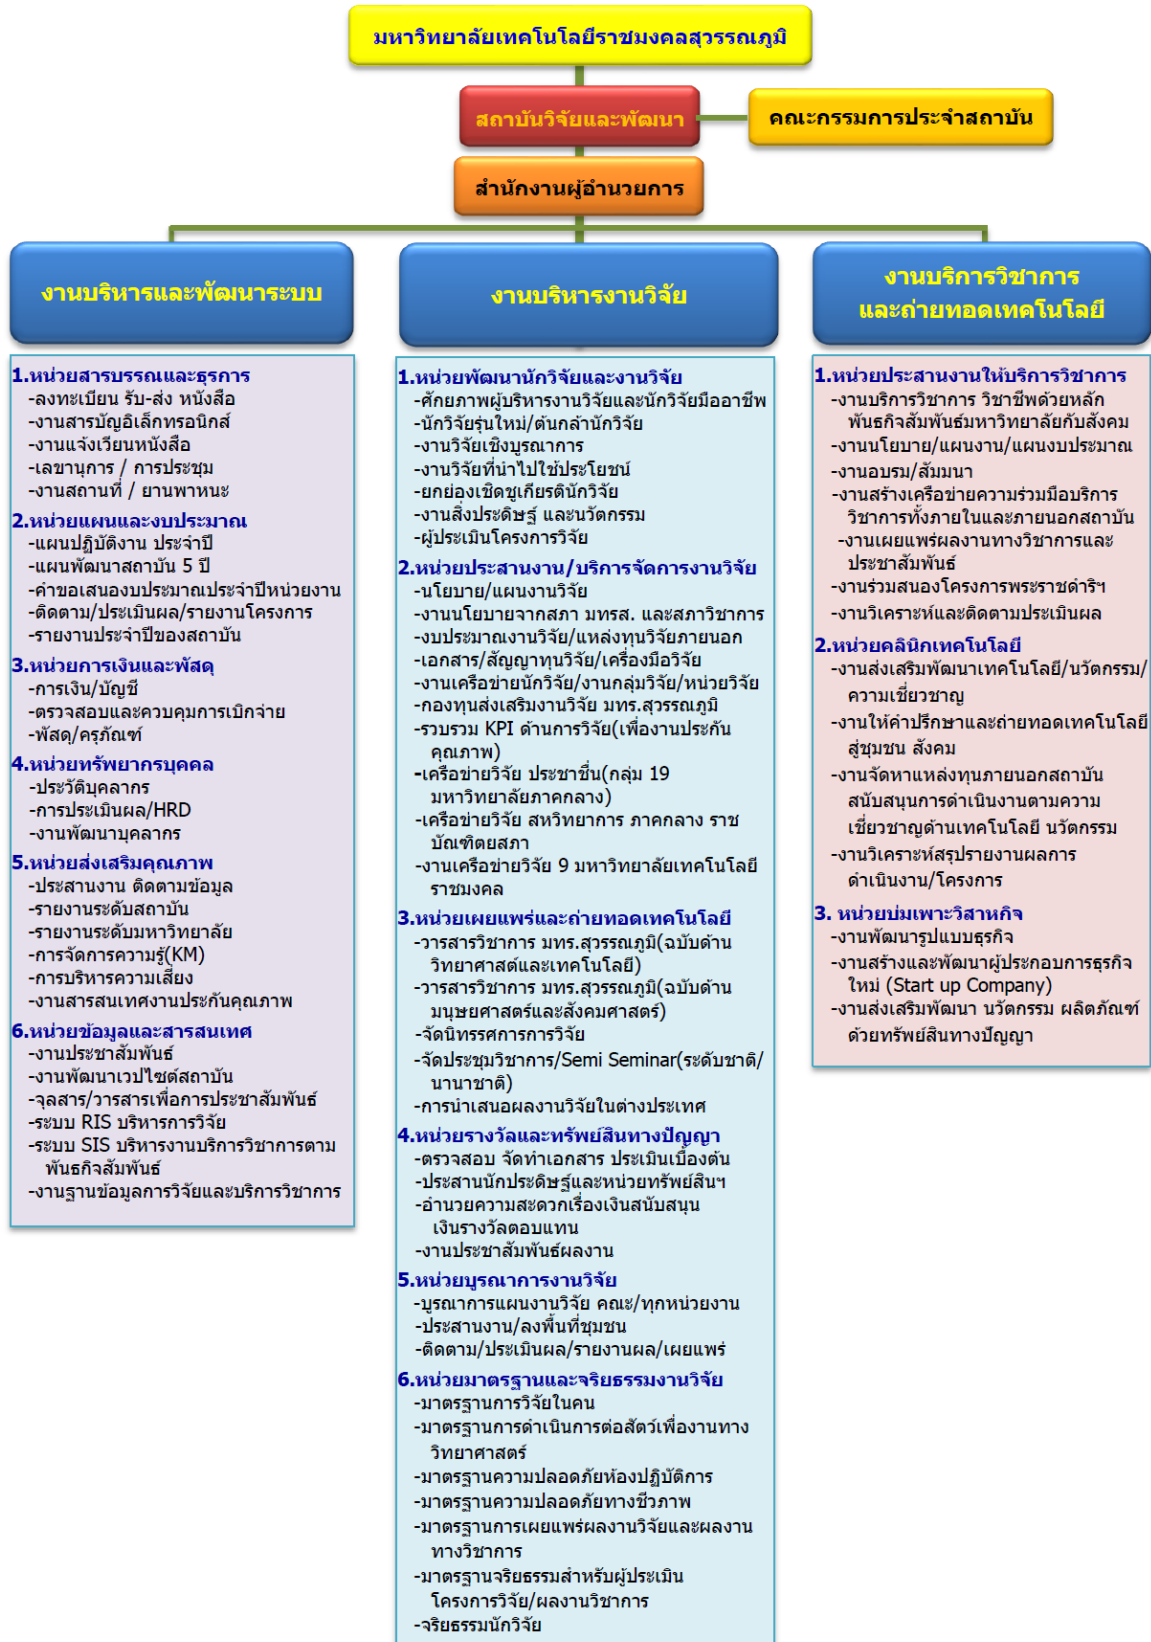 มหาวิทยาลัยเทคโนโลยีราชมงคลสุวรรณภูมิ
สถาบันวิจัยและพัฒนา
คณะกรรมการประจำสถาบัน
สำนักงานผู้อำนวยการ
งานบริหารและพัฒนาระบบ
1.หน่วยสารบรรณและธุรการ
-ลงทะเบียน รับ-ส่ง หนังสือ
-งานสารบัญอิเล็กทรอนิกส์
-งานแจ้งเวียนหนังสือ
-เลขานุการ / การประชุม
-งานสถานที่ / ยานพาหนะ
2.หน่วยแผนและงบประมาณ
-แผนปฏิบัติงาน ประจำปี
-แผนพัฒนาสถาบัน 5 ปี
-คำขอเสนองบประมาณประจำปีหน่วยงาน
-ติดตาม/ประเมินผล/รายงานโครงการ
-รายงานประจำปีของสถาบัน
3.หน่วยการเงินและพัสดุ
-การเงิน/บัญชี
-ตรวจสอบและควบคุมการเบิกจ่าย
-พัสดุ/ครุภัณฑ์
4.หน่วยทรัพยากรบุคคล
-ประวัติบุคลากร
-การประเมินผล/HRD
-งานพัฒนาบุคลากร
5.หน่วยส่งเสริมคุณภาพ
-ประสานงาน ติดตามข้อมูล
-รายงานระดับสถาบัน
-รายงานระดับมหาวิทยาลัย
-การจัดการความรู้(KM)
-การบริหารความเสี่ยง
-งานสารสนเทศงานประกันคุณภาพ
6.หน่วยข้อมูลและสารสนเทศ
-งานประชาสัมพันธ์
-งานพัฒนาเวปไซต์สถาบัน
-จุลสาร/วารสารเพื่อการประชาสัมพันธ์
-ระบบ RIS บริหารการวิจัย
-ระบบ SIS บริหารงานบริการวิชาการตาม
พันธกิจสัมพันธ์
-งานฐานข้อมูลการวิจัยและบริการวิชาการ
งานบริหารงานวิจัย
1.หน่วยพัฒนานักวิจัยและงานวิจัย
-ศักยภาพผู้บริหารงานวิจัยและนักวิจัยมืออาชีพ
-นักวิจัยรุ่นใหม่/ต้นกล้านักวิจัย
-งานวิจัยเชิงบูรณาการ
-งานวิจัยที่นำไปใช้ประโยชน์
-ยกย่องเชิดชูเกียรตินักวิจัย
-งานสิ่งประดิษฐ์ และนวัตกรรม
-ผู้ประเมินโครงการวิจัย
2.หน่วยประสานงาน/บริการจัดการงานวิจัย
-นโยบาย/แผนงานวิจัย
-งานนโยบายจากสภา มทรส. และสภาวิชาการ
-งบประมาณงานวิจัย/แหล่งทุนวิจัยภายนอก
-เอกสาร/สัญญาทุนวิจัย/เครื่องมือวิจัย
-งานเครือข่ายนักวิจัย/งานกลุ่มวิจัย/หน่วยวิจัย
-กองทุนส่งเสริมงานวิจัย มทร.สุวรรณภูมิ
-รวบรวม KPI ด้านการวิจัย(เพื่องานประกัน
คุณภาพ)
-เครือข่ายวิจัย ประชาชื่น(กลุ่ม 19
มหาวิทยาลัยภาคกลาง)
-เครือข่ายวิจัย สหวิทยาการ ภาคกลาง ราช
บัณฑิตยสภา
-งานเครือข่ายวิจัย 9 มหาวิทยาลัยเทคโนโลยี
ราชมงคล
3.หน่วยเผยแพร่และถ่ายทอดเทคโนโลยี
-วารสารวิชาการ มทร.สุวรรณภูมิ(ฉบับด้าน
วิทยาศาสต์และเทคโนโลยี)
-วารสารวิชาการ มทร.สุวรรณภูมิ(ฉบับด้าน
มนุษยศาสตร์และสังคมศาสตร์)
-จัดนิทรรศการการวิจัย
-จัดประชุมวิชาการ/Semi Seminar(ระดับชาติ/
นานาชาติ)
-การนำเสนอผลงานวิจัยในต่างประเทศ
4.หน่วยรางวัลและทรัพย์สินทางปัญญา
-ตรวจสอบ จัดทำเอกสาร ประเมินเบื้องต้น
-ประสานนักประดิษฐ์และหน่วยทรัพย์สินฯ
-อำนวยความสะดวกเรื่องเงินสนับสนุน
เงินรางวัลตอบแทน
-งานประชาสัมพันธ์ผลงาน
5.หน่วยบูรณาการงานวิจัย
-บูรณาการแผนงานวิจัย คณะ/ทุกหน่วยงาน
-ประสานงาน/ลงพื้นที่ชุมชน
-ติดตาม/ประเมินผล/รายงานผล/เผยแพร่
6.หน่วยมาตรฐานและจริยธรรมงานวิจัย
-มาตรฐานการวิจัยในคน
-มาตรฐานการดำเนินการต่อสัตว์เพื่องานทาง
วิทยาศาสตร์
-มาตรฐานความปลอดภัยห้องปฏิบัติการ
-มาตรฐานความปลอดภัยทางชีวภาพ
-มาตรฐานการเผยแพร่ผลงานวิจัยและผลงาน
ทางวิชาการ
-มาตรฐานจริยธรรมสำหรับผู้ประเมิน
โครงการวิจัย/ผลงานวิชาการ
-จริยธรรมนักวิจัย
งานบริการวิชาการ
และถ่ายทอดเทคโนโลยี
1.หน่วยประสานงานให้บริการวิชาการ
-งานบริการวิชาการ วิชาชีพด้วยหลัก
พันธกิจสัมพันธ์มหาวิทยาลัยกับสังคม
-งานนโยบาย/แผนงาน/แผนงบประมาณ
-งานอบรม/สัมมนา
-งานสร้างเครือข่ายความร่วมมือบริการ
วิชาการทั้งภายในและภายนอกสถาบัน
-งานเผยแพร่ผลงานทางวิชาการและ
ประชาสัมพันธ์
-งานร่วมสนองโครงการพระราชดำริฯ
-งานวิเคราะห์และติดตามประเมินผล
2.หน่วยคลินิกเทคโนโลยี
-งานส่งเสริมพัฒนาเทคโนโลยี/นวัตกรรม/
ความเชี่ยวชาญ
-งานให้คำปรึกษาและถ่ายทอดเทคโนโลยี
สู่ชุมชน สังคม
-งานจัดหาแหล่งทุนภายนอกสถาบัน
สนับสนุนการดำเนินงานตามความ
เชี่ยวชาญด้านเทคโนโลยี นวัตกรรม
-งานวิเคราะห์สรุปรายงานผลการ
ดำเนินงาน/โครงการ
3. หน่วยบ่มเพาะวิสาหกิจ
-งานพัฒนารูปแบบธุรกิจ
-งานสร้างและพัฒนาผู้ประกอบการธุรกิจ
ใหม่ (Start up Company)
-งานส่งเสริมพัฒนา นวัตกรรม ผลิตภัณฑ์
ด้วยทรัพย์สินทางปัญญา